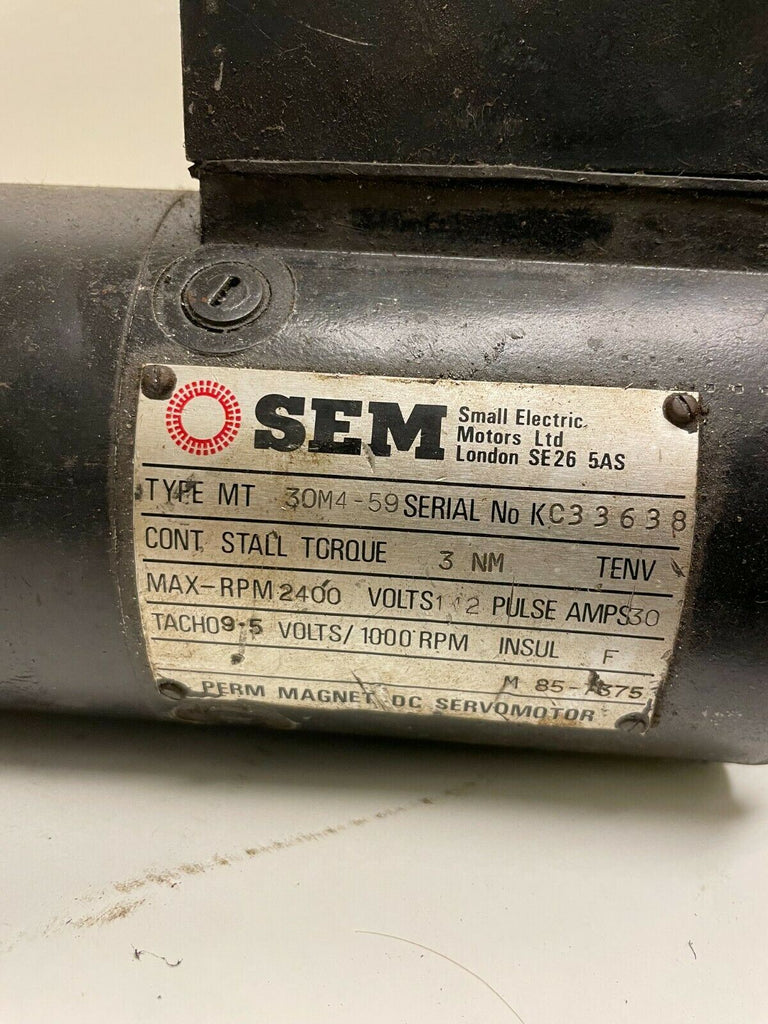 SEM
Small Electric
Motors Ltd
London SE26 5AS
TYPE MT 30M4-59 SERIAL No KC33638
CONT. STALL TORQUE 3 NM TENV
MAX-RPM 2400 VOLTS PULSE AMPS 30
TACHO 9.5 VOLTS/1000 RPM INSUL F
M
PERM MAGNET DC SERVOMOTOR